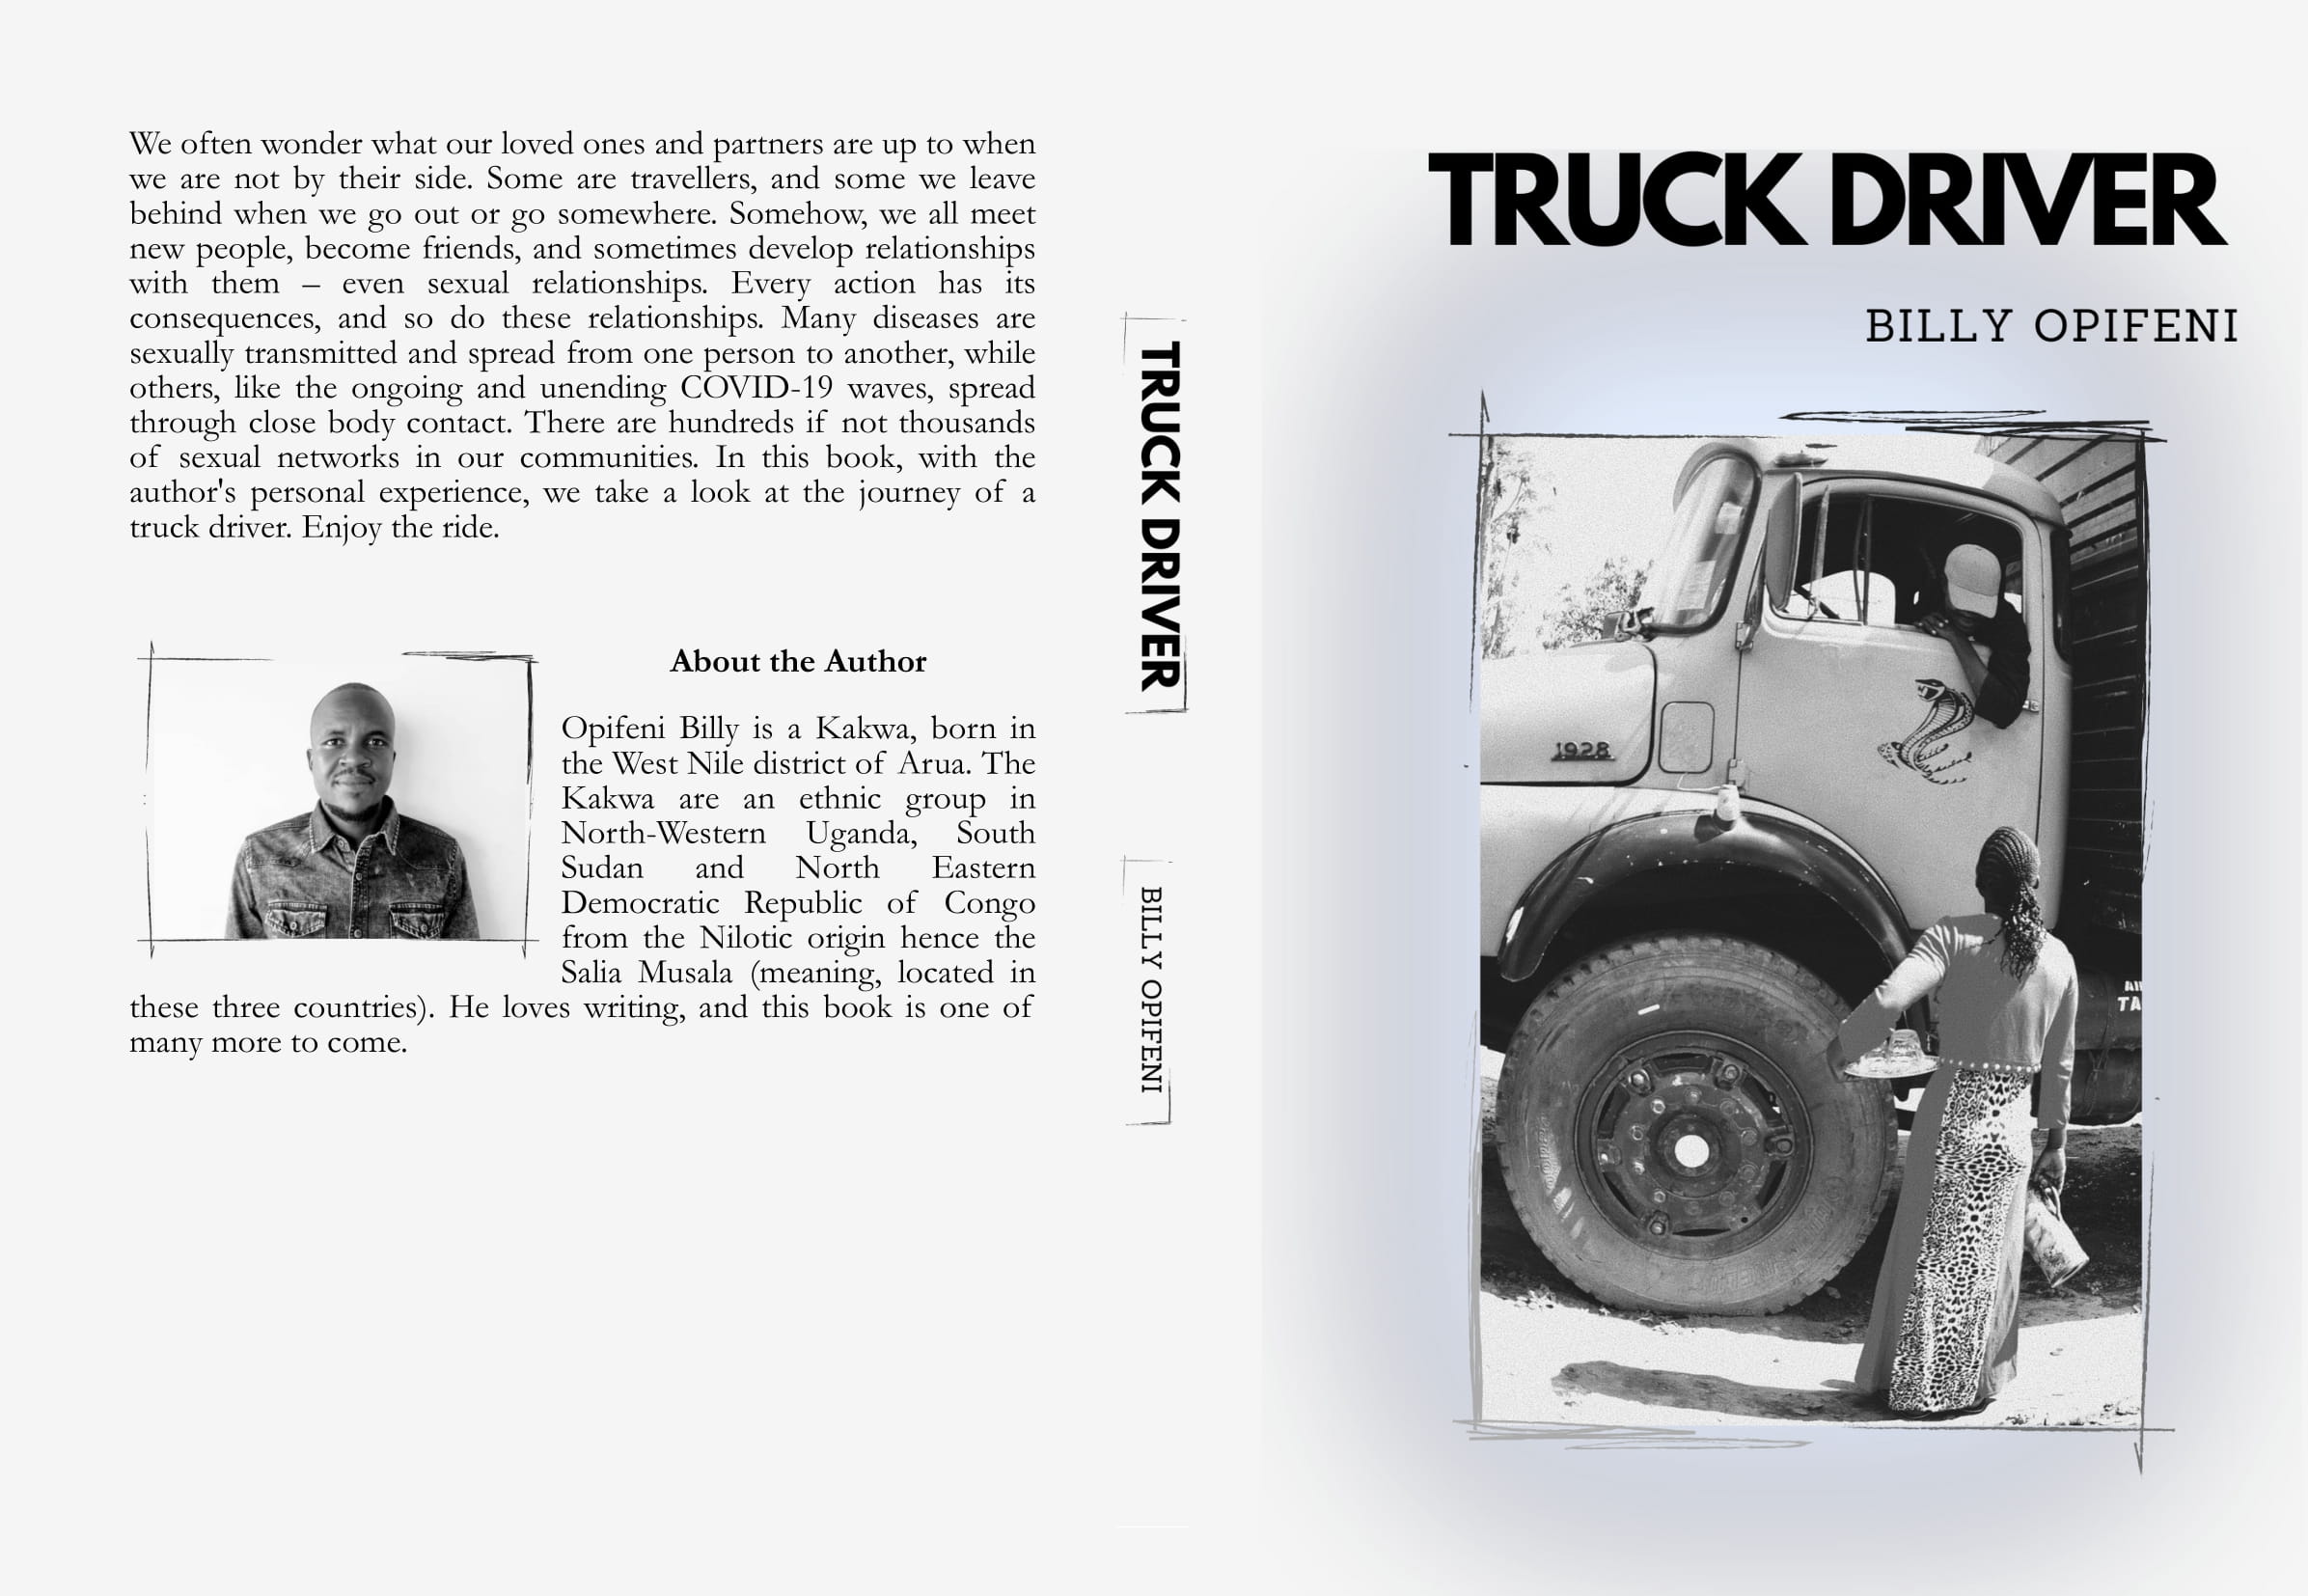 We often wonder what our loved ones and partners are up to when
we are not by their side. Some are travellers, and some we leave
behind when we go out or go somewhere. Somehow, we all meet
new people, become friends, and sometimes develop relationships
with them – even sexual relationships. Every action has its
consequences, and so do these relationships. Many diseases are
sexually transmitted and spread from one person to another, while
others, like the ongoing and unending COVID-19 waves, spread
through close body contact. There are hundreds if not thousands
of sexual networks in our communities. In this book, with the
author's personal experience, we take a look at the journey of a
truck driver. Enjoy the ride.
About the Author
Opifeni Billy is a Kakwa, born in
the West Nile district of Arua. The
Kakwa are an ethnic group in
North-Western Uganda, South
Sudan and North Eastern
Democratic Republic of Congo
from the Nilotic origin hence the
Salia Musala (meaning, located in
these three countries). He loves writing, and this book is one of
many more to come.
TRUCK DRIVER
BILLY OPIFENI
TRUCK DRIVER
BILLY OPIFENI
1928
TA